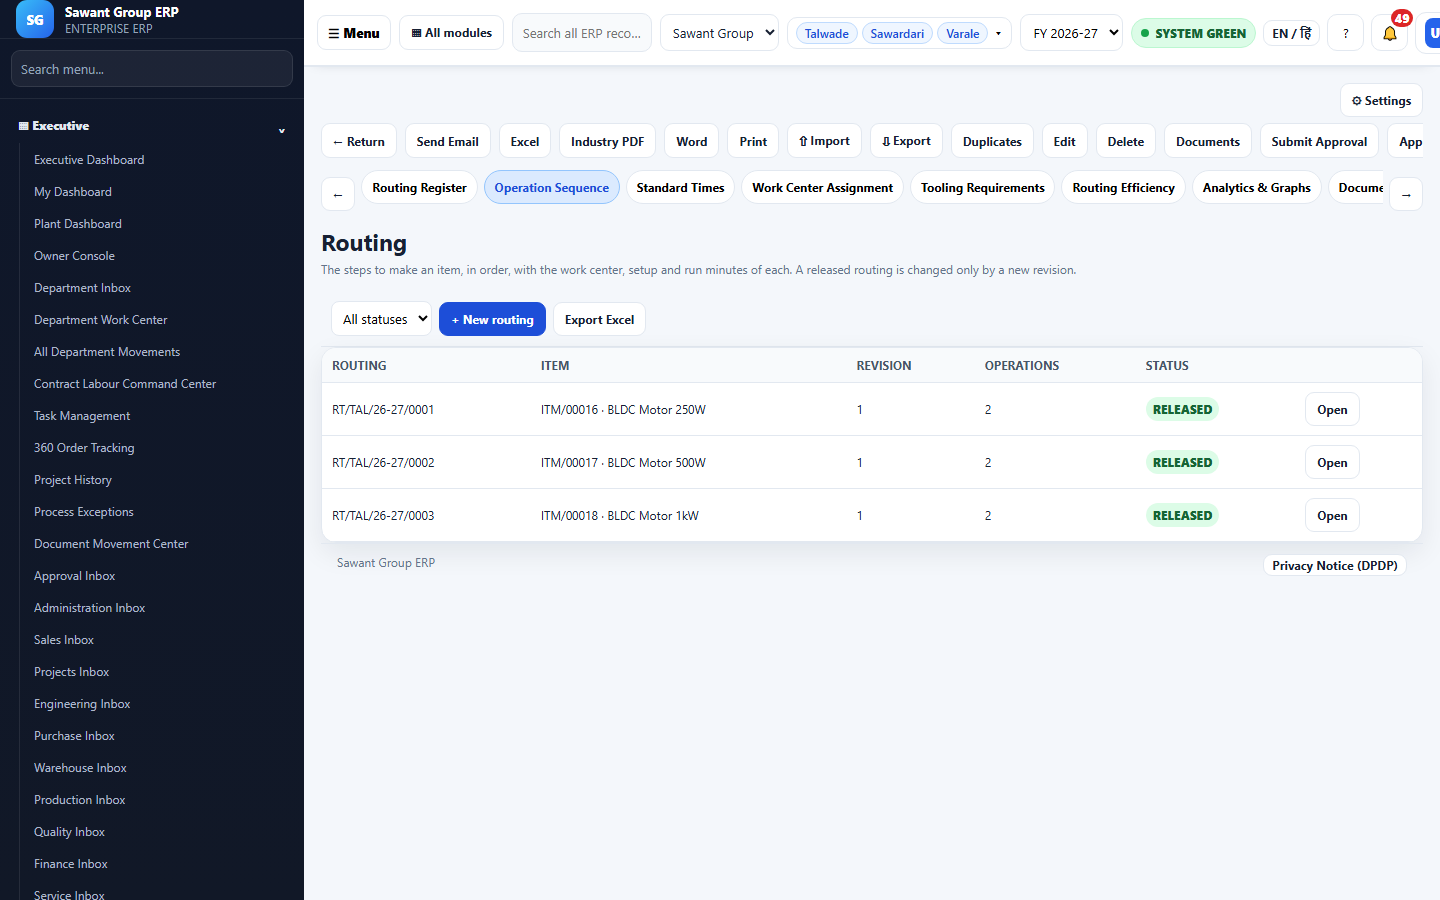 SG
Sawant Group ERP
ENTERPRISE ERP
Search menu...
Executive
Executive Dashboard
My Dashboard
Plant Dashboard
Owner Console
Department Inbox
Department Work Center
All Department Movements
Contract Labour Command Center
Task Management
360 Order Tracking
Project History
Process Exceptions
Document Movement Center
Approval Inbox
Administration Inbox
Sales Inbox
Projects Inbox
Engineering Inbox
Purchase Inbox
Warehouse Inbox
Production Inbox
Quality Inbox
Finance Inbox
Service Inbox
☰ Menu All modules Search all ERP reco... Sawant Group Talwade Sawardari Varale FY 2026-27 SYSTEM GREEN EN / हिं ? 49 U
⚙ Settings
← Return Send Email Excel Industry PDF Word Print ⇧ Import ⇩ Export Duplicates Edit Delete Documents Submit Approval App
← Routing Register Operation Sequence Standard Times Work Center Assignment Tooling Requirements Routing Efficiency Analytics & Graphs Docume →
Routing
The steps to make an item, in order, with the work center, setup and run minutes of each. A released routing is changed only by a new revision.
All statuses + New routing Export Excel
ROUTING ITEM REVISION OPERATIONS STATUS
RT/TAL/26-27/0001 ITM/00016 · BLDC Motor 250W 1 2 RELEASED Open
RT/TAL/26-27/0002 ITM/00017 · BLDC Motor 500W 1 2 RELEASED Open
RT/TAL/26-27/0003 ITM/00018 · BLDC Motor 1kW 1 2 RELEASED Open
Sawant Group ERP Privacy Notice (DPDP)